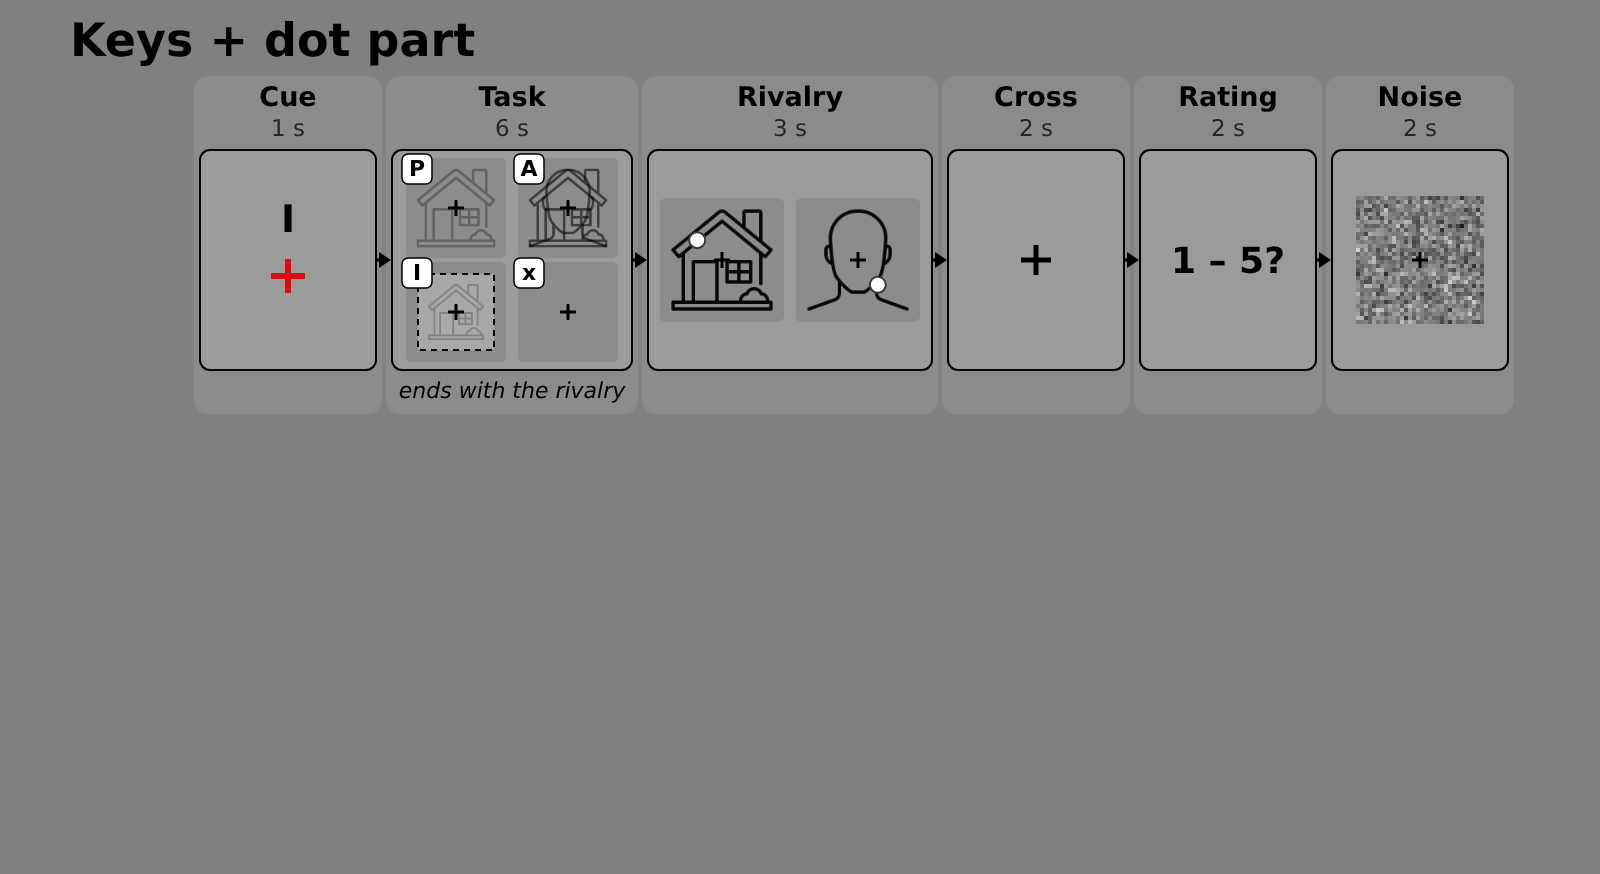 Keys + dot part
Cue
1 s
Task
6 s
Rivalry
3 s
Cross
2 s
Rating
2 s
Noise
2 s
I
+
P
A
I
x
1 – 5?
ends with the rivalry